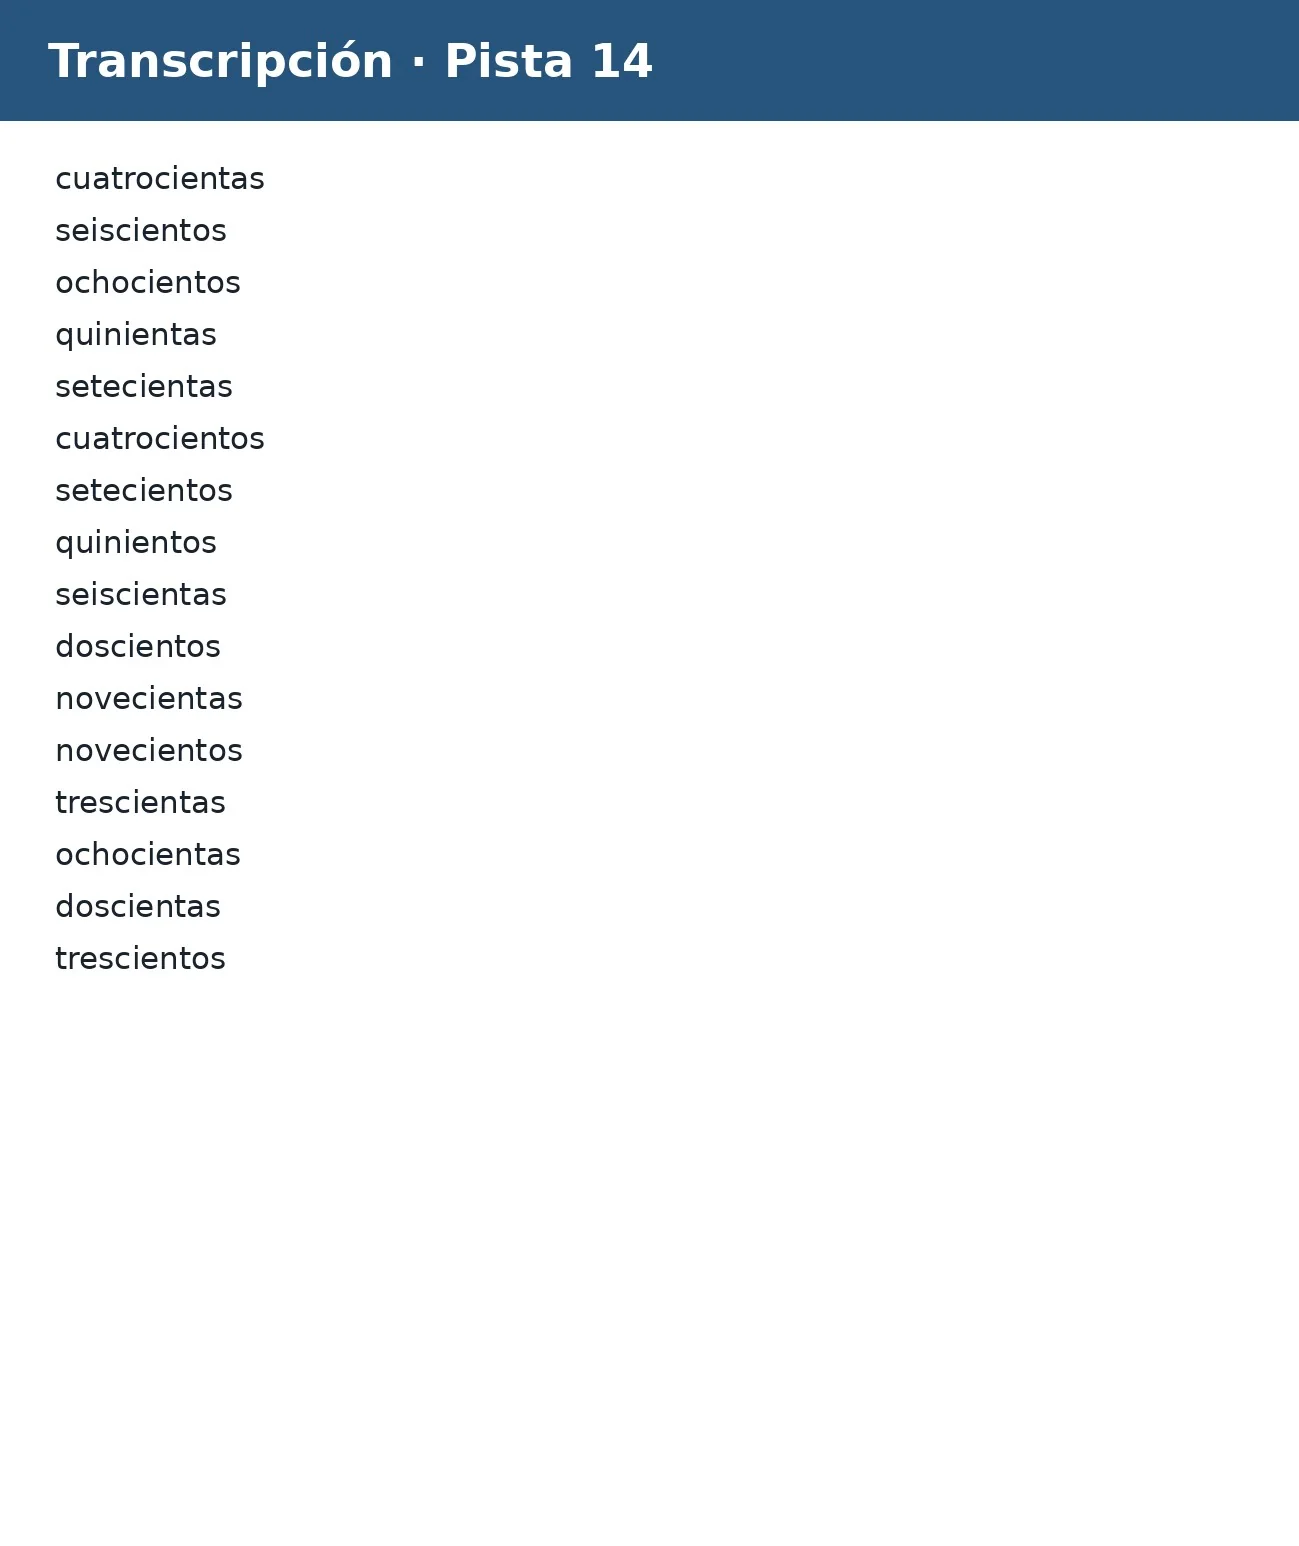 Transcripción · Pista 14
cuatrocientas
seiscientos
ochocientos
quinientas
setecientas
cuatrocientos
setecientos
quinientos
seiscientas
doscientos
novecientas
novecientos
trescientas
ochocientas
doscientas
trescientos